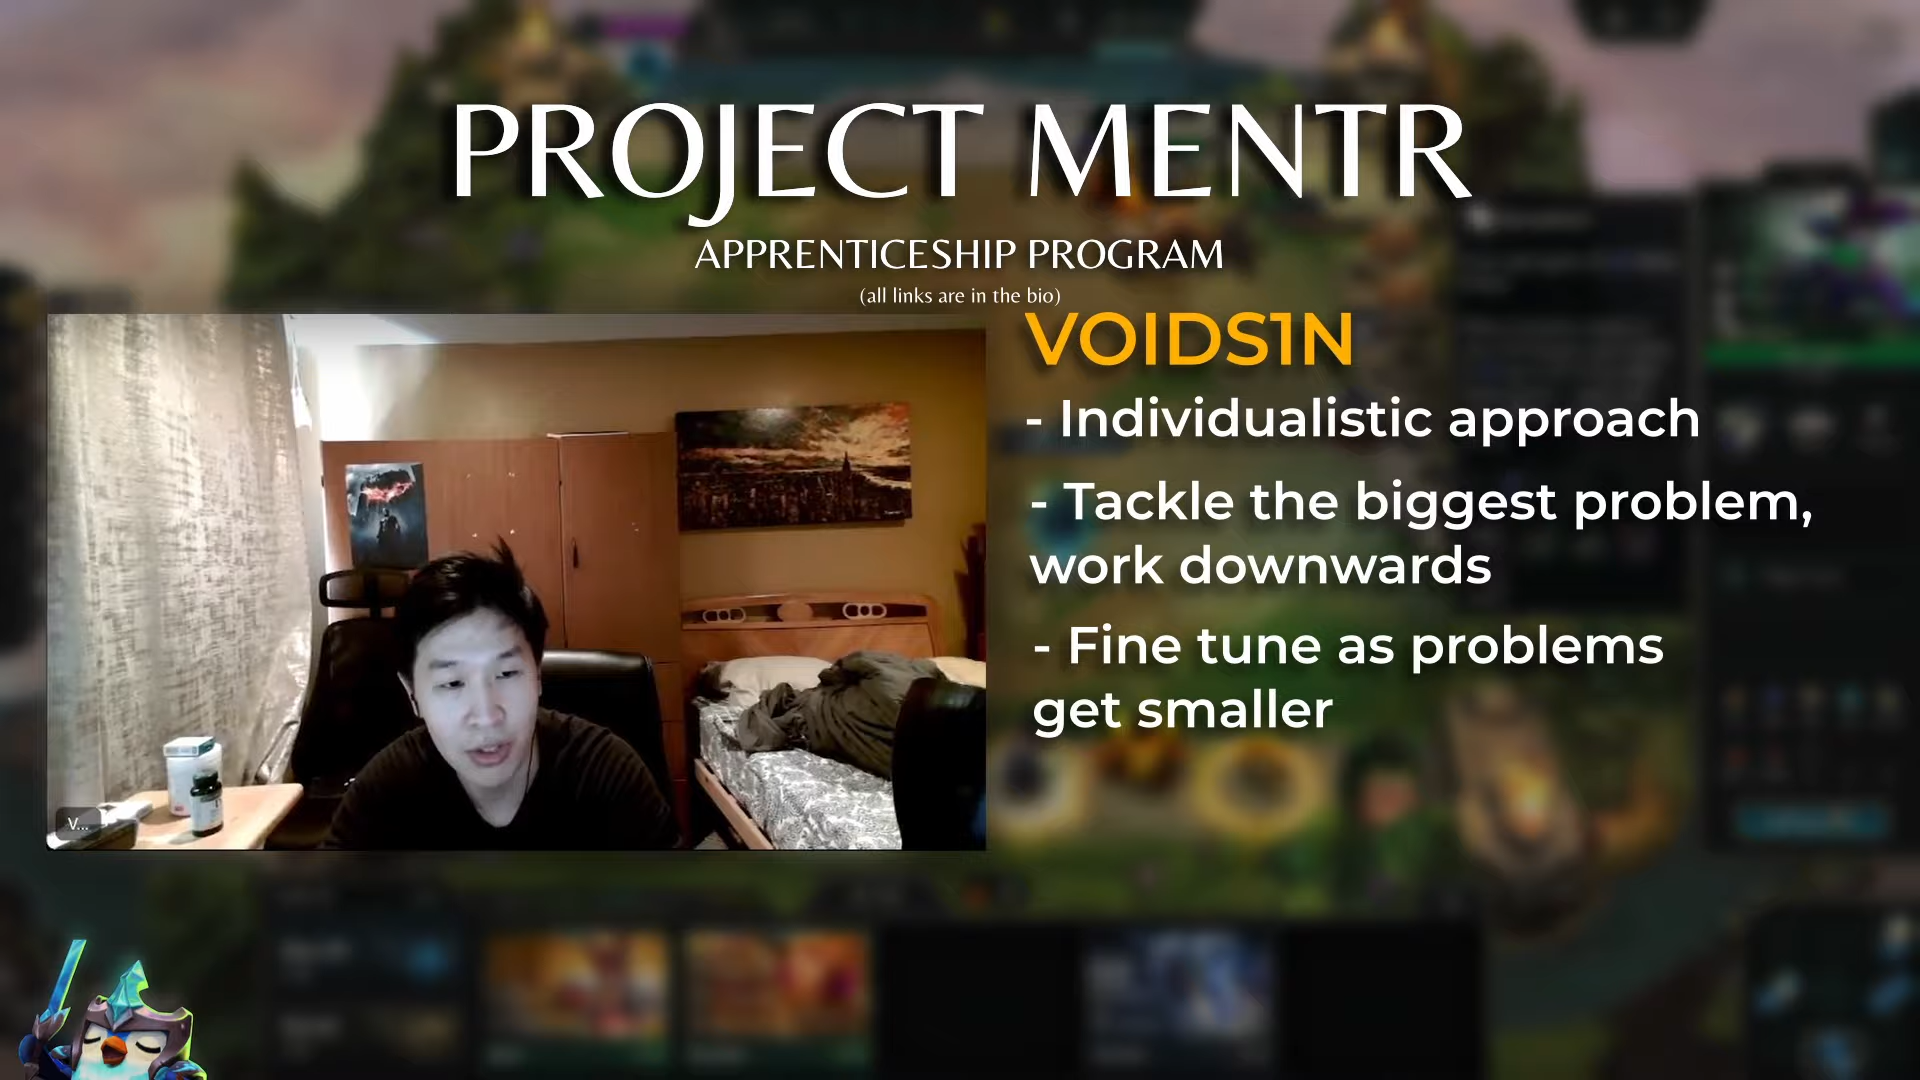 PROJECT MENTR
APPRENTICESHIP PROGRAM
(all links are in the bio)
VOIDS1N
- Individualistic approach
- Tackle the biggest problem,
work downwards
- Fine tune as problems
get smaller
V...